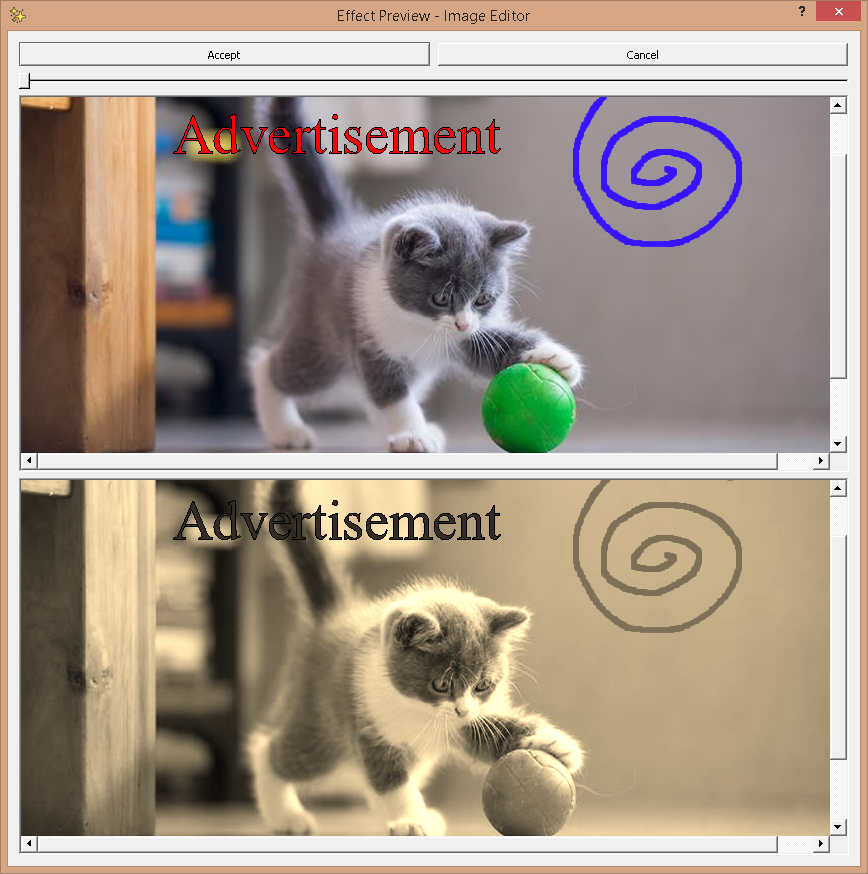 Effect Preview - Image Editor
?
Accept
Cancel
Advertisement
Advertisement